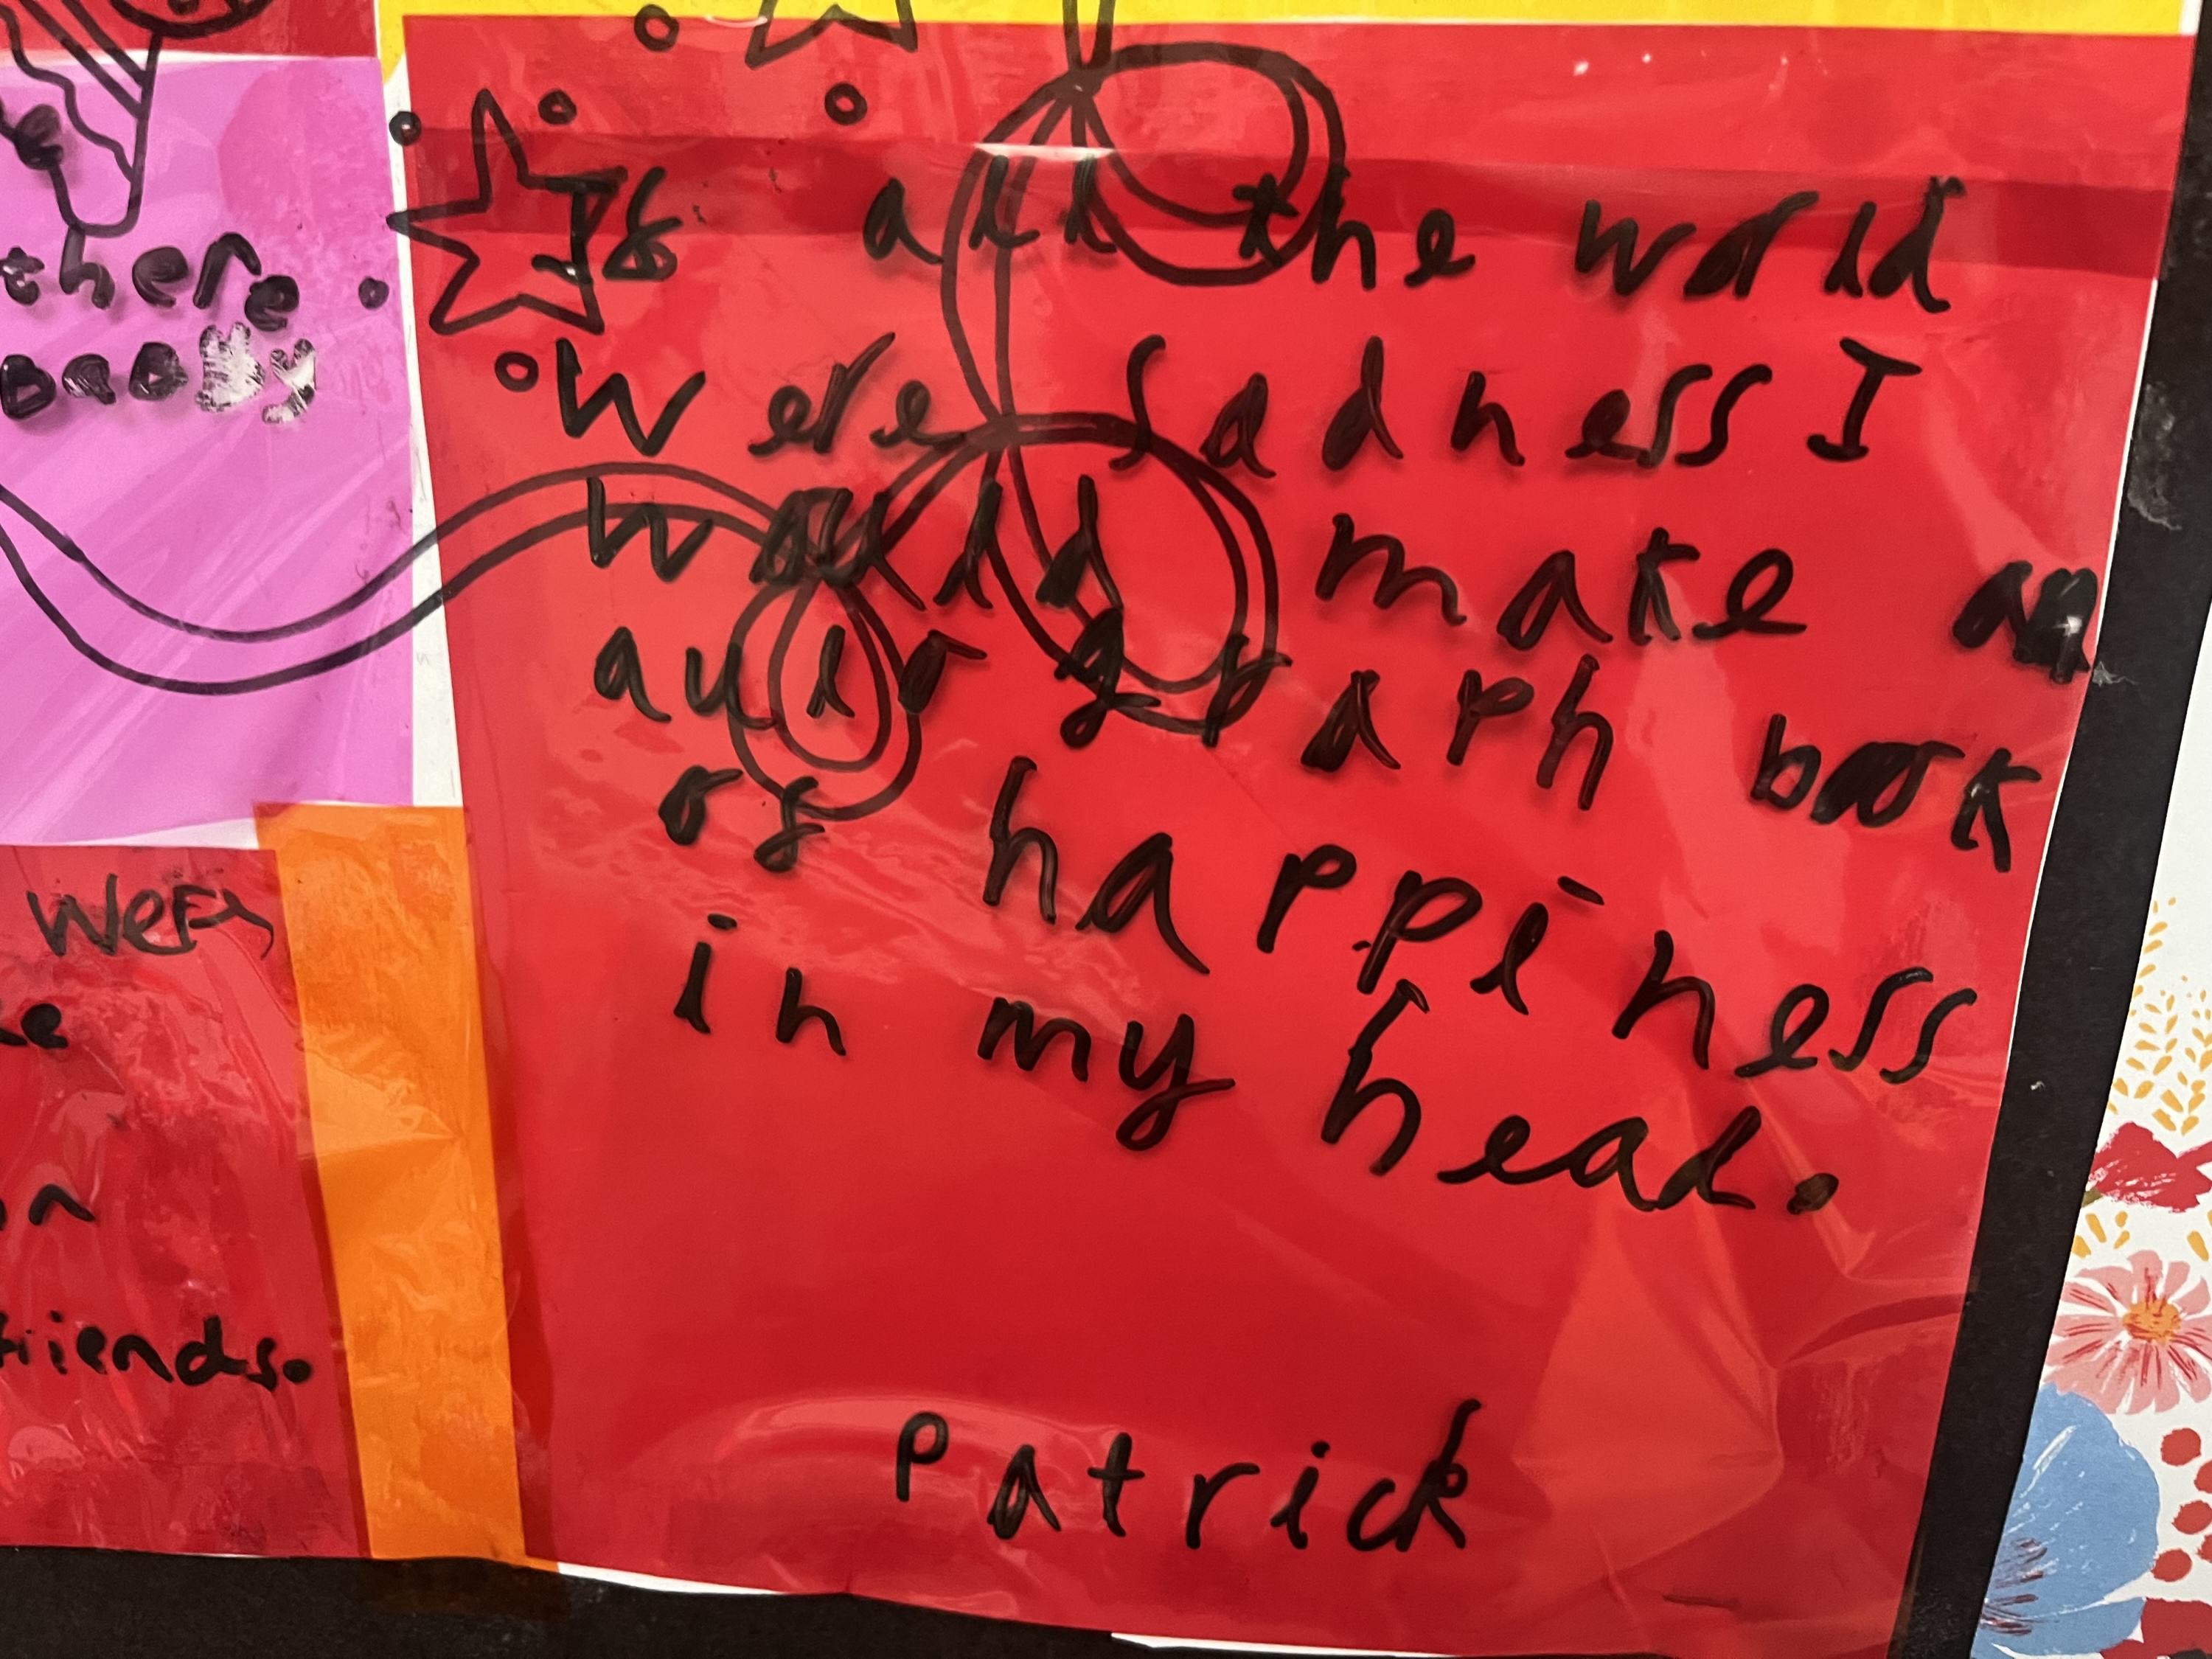 there.
If all the world
were sadness I
would make an
autograph book
of happiness
in my head.
friends.
Patrick